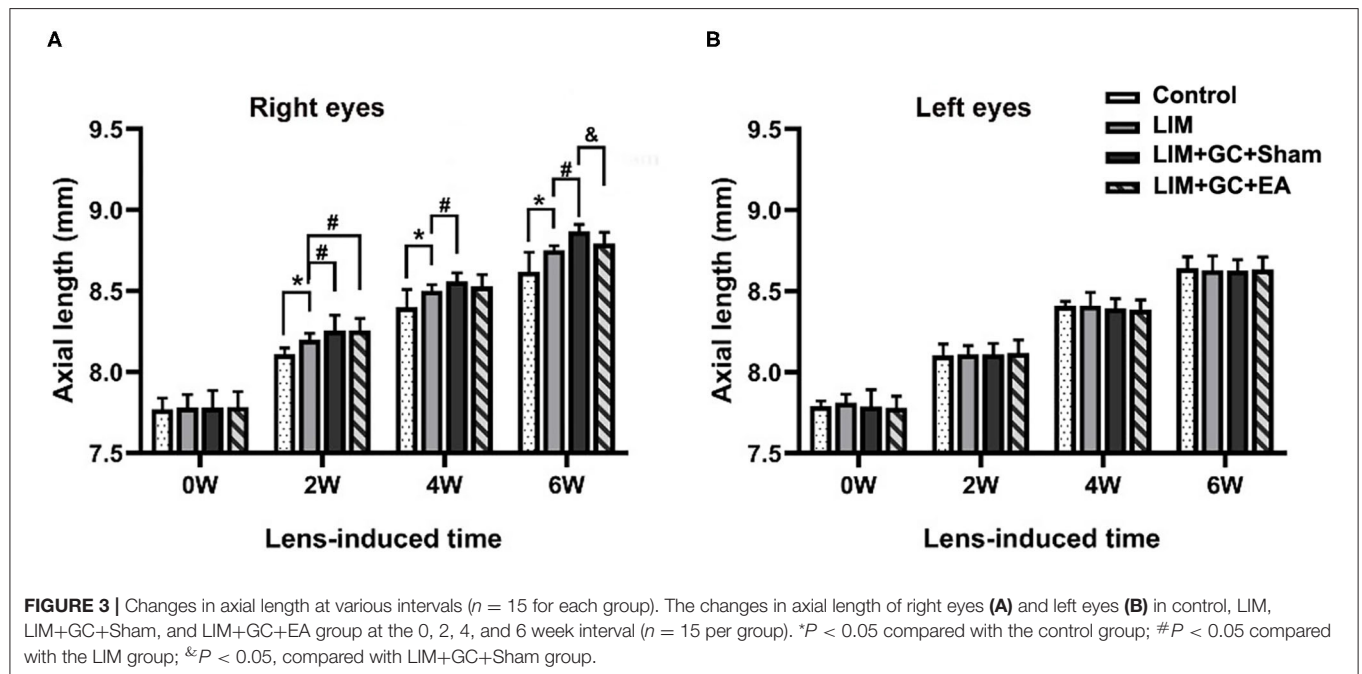 A
B
Right eyes
Left eyes
Control
LIM
LIM+GC+Sham
LIM+GC+EA
Axial length (mm)
9.5
9.0
8.5
8.0
7.5
*
#
#
*
#
*
#
&
0W
2W
4W
6W
Lens-induced time
Axial length (mm)
9.5
9.0
8.5
8.0
7.5
0W
2W
4W
6W
Lens-induced time
FIGURE 3 | Changes in axial length at various intervals (n = 15 for each group). The changes in axial length of right eyes (A) and left eyes (B) in control, LIM,
LIM+GC+Sham, and LIM+GC+EA group at the 0, 2, 4, and 6 week interval (n = 15 per group). *P < 0.05 compared with the control group; #P < 0.05 compared
with the LIM group; &P < 0.05, compared with LIM+GC+Sham group.